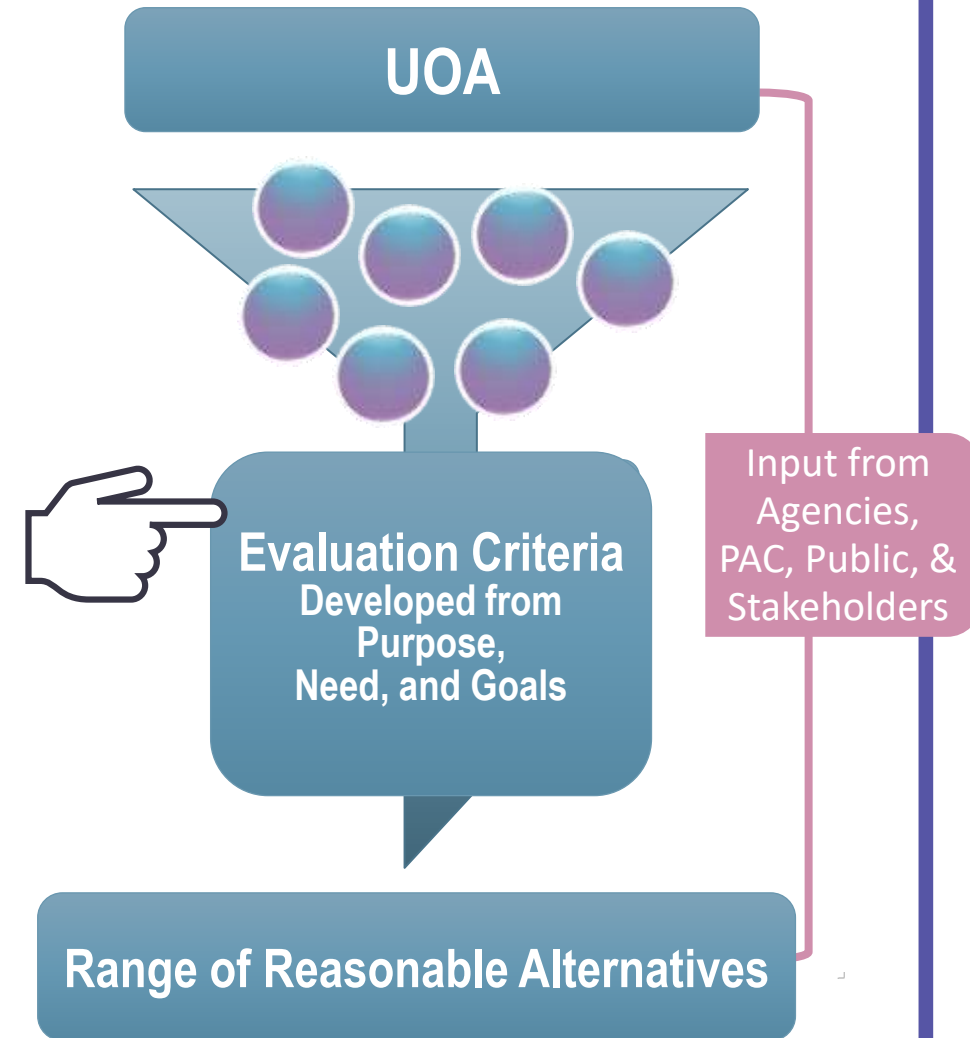 UOA
Evaluation Criteria
Developed from
Purpose,
Need, and Goals
Input from
Agencies,
PAC, Public, &
Stakeholders
Range of Reasonable Alternatives